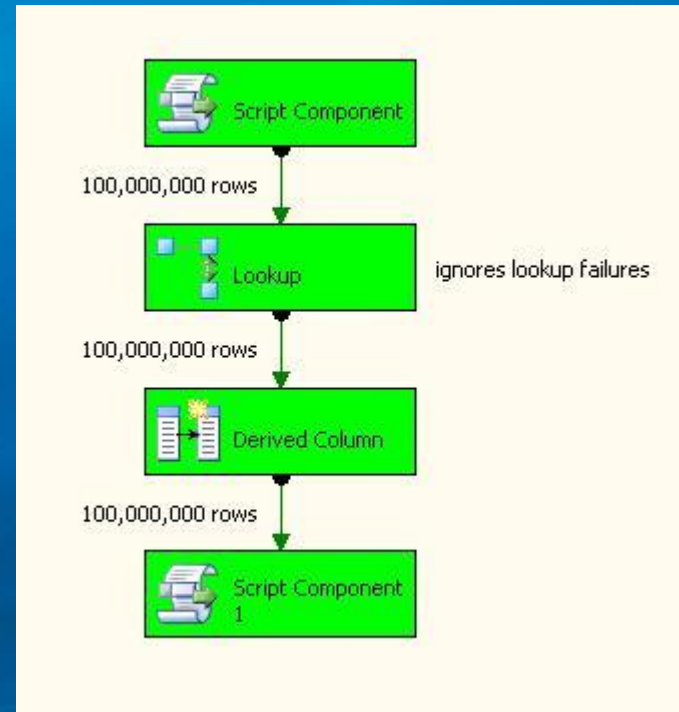 Script Component
100,000,000 rows
Lookup
ignores lookup failures
100,000,000 rows
Derived Column
100,000,000 rows
Script Component
1